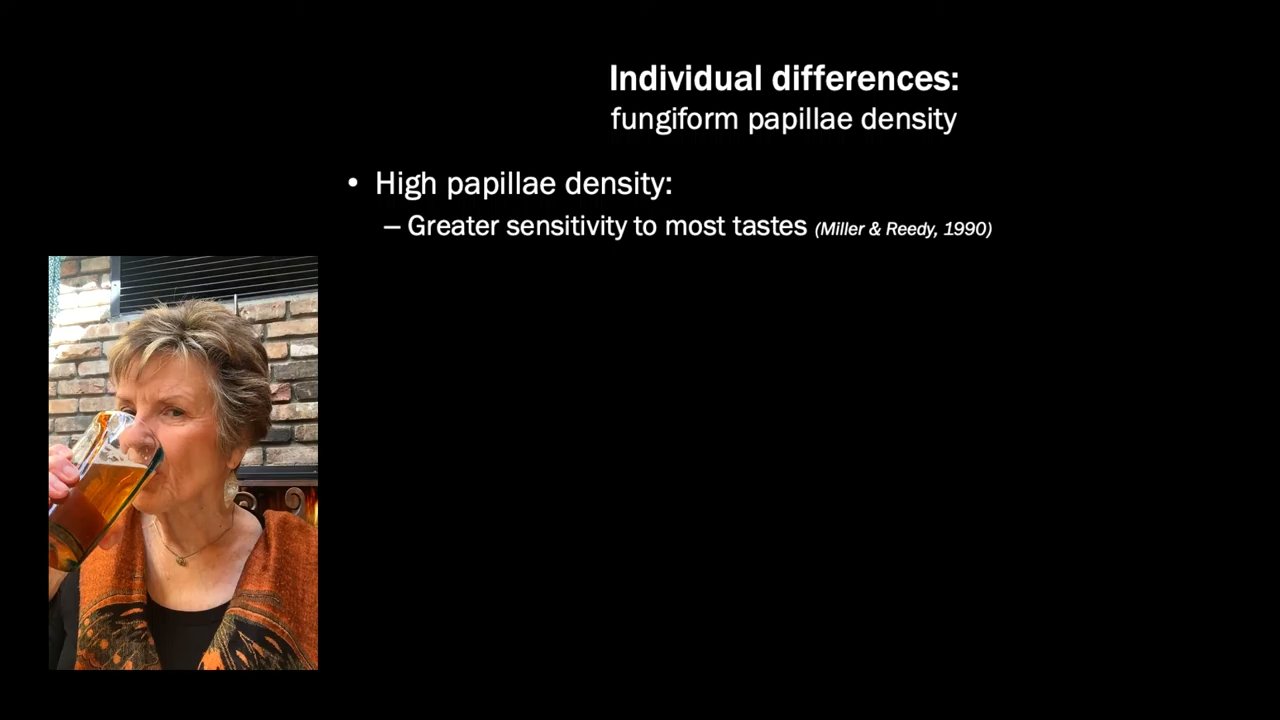 Individual differences:
fungiform papillae density
• High papillae density:
– Greater sensitivity to most tastes (Miller & Reedy, 1990)